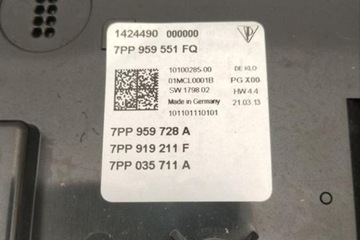 1424490 000000
7PP 959 551 FQ
10100285-00
DE KLO
01MCL0001B
PG X00
SW 1798 02
HW 4.4
Made in Germany
21.03.13
101101110101
7PP 959 728 A
7PP 919 211 F
7PP 035 711 A